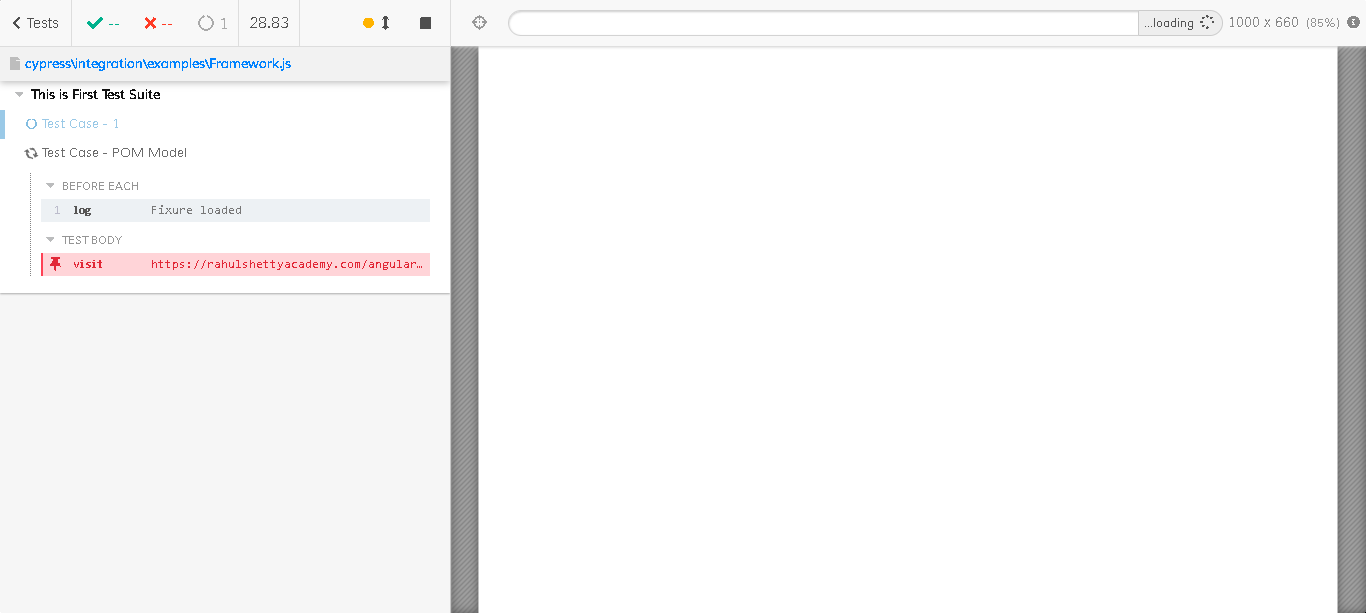 Tests -- -- 1 28.83 ...loading 1000 x 660 (85%)
cypress\integration\examples\Framework.js
This is First Test Suite
Test Case - 1
Test Case - POM Model
BEFORE EACH
1 log Fixure loaded
TEST BODY
visit https://rahulshettyacademy.com/angular…